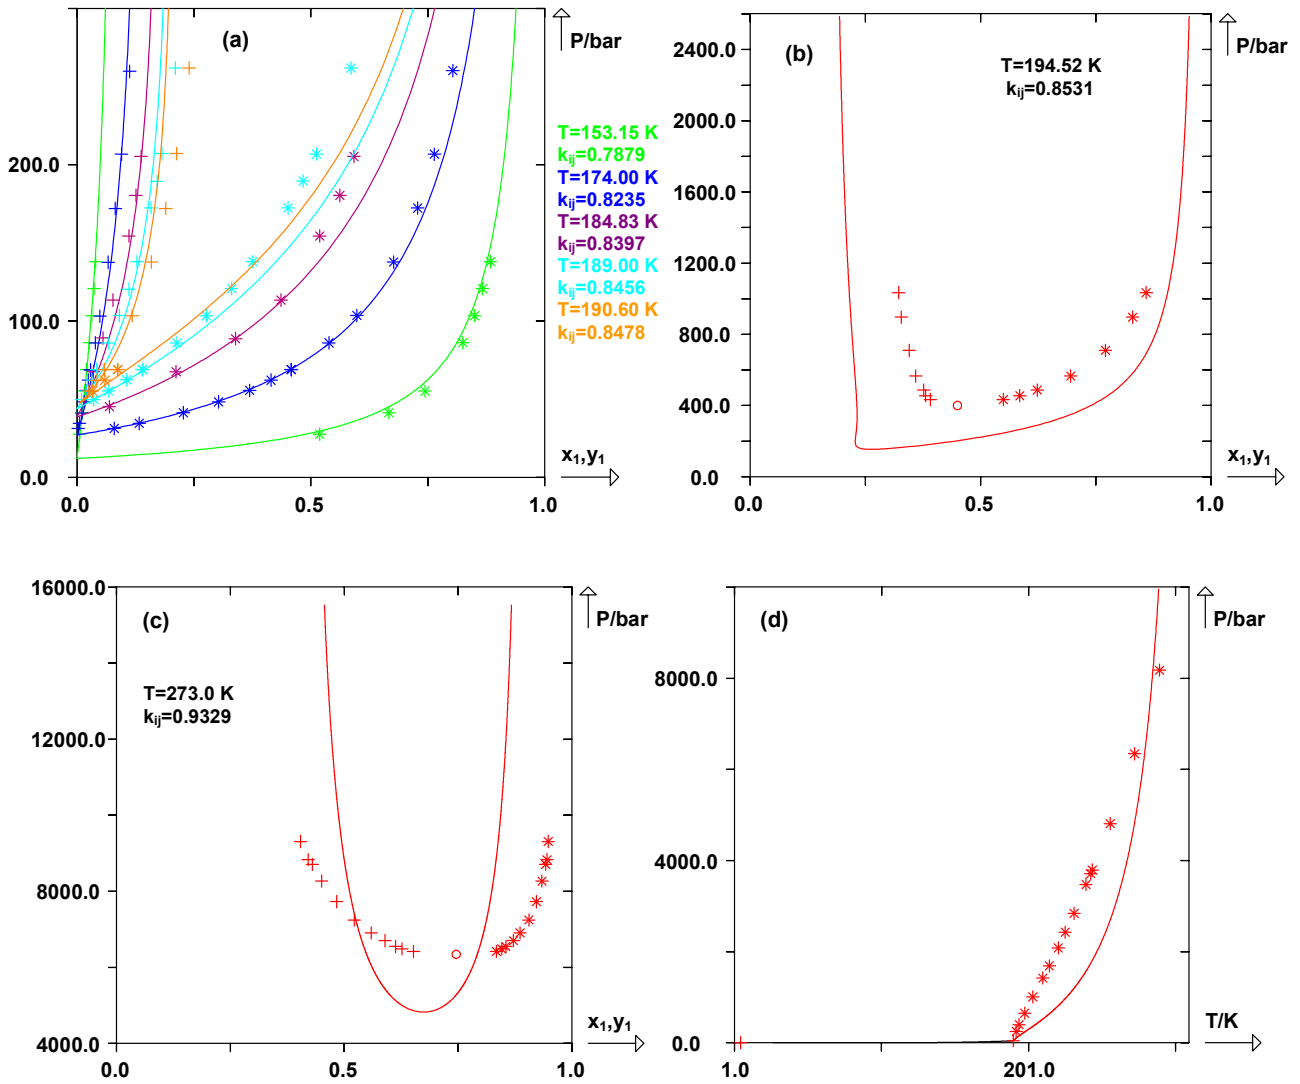 (a)
P/bar
200.0
100.0
0.0
0.0
0.5
1.0
x1,y1
T=153.15 K
kij=0.7879
T=174.00 K
kij=0.8235
T=184.83 K
kij=0.8397
T=189.00 K
kij=0.8456
T=190.60 K
kij=0.8478
(b)
P/bar
T=194.52 K
kij=0.8531
2400.0
2000.0
1600.0
1200.0
800.0
400.0
0.0
0.0
0.5
1.0
x1,y1
(c)
P/bar
T=273.0 K
kij=0.9329
16000.0
12000.0
8000.0
4000.0
0.0
0.5
1.0
x1,y1
(d)
P/bar
8000.0
4000.0
0.0
1.0
201.0
T/K